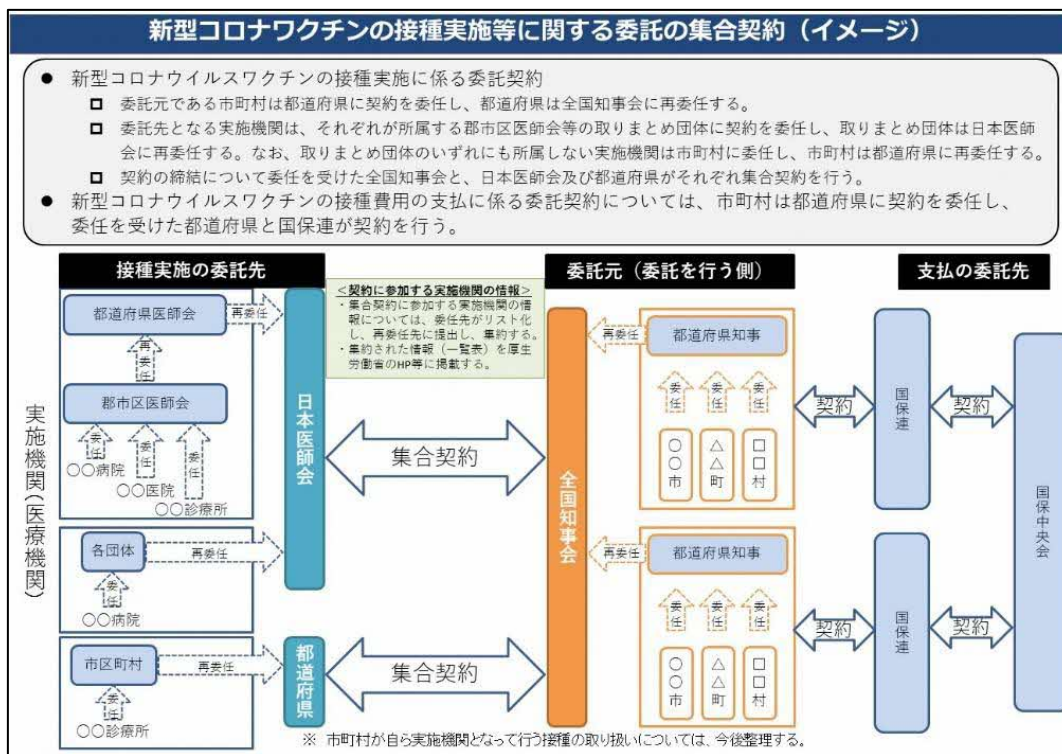 新型コロナワクチンの接種実施等に関する委託の集合契約（イメージ）
● 新型コロナウイルスワクチンの接種実施に係る委託契約
□ 委託元である市町村は都道府県に契約を委任し、都道府県は全国知事会に再委任する。
□ 委託先となる実施機関は、それぞれが所属する郡市区医師会等の取りまとめ団体に契約を委任し、取りまとめ団体は日本医師
会に再委任する。なお、取りまとめ団体のいずれにも所属しない実施機関は市町村に委任し、市町村は都道府県に再委任する。
□ 契約の締結について委任を受けた全国知事会と、日本医師会及び都道府県がそれぞれ集合契約を行う。
● 新型コロナウイルスワクチンの接種費用の支払に係る委託契約については、市町村は都道府県に契約を委任し、
委任を受けた都道府県と国保連が契約を行う。
接種実施の委託先
委託元（委託を行う側）
支払の委託先
実施機関(医療機関)
都道府県医師会
再委任
再委任
郡市区医師会
委任
委任
委任
〇〇病院
〇〇医院
〇〇診療所
各団体
再委任
委任
〇〇病院
市区町村
再委任
委任
〇〇診療所
日本医師会
都道府県
＜契約に参加する実施機関の情報＞
・集合契約に参加する実施機関の情
報については、委任先がリスト化
し、再委任先に提出し、集約する。
・集約された情報（一覧表）を厚生
労働省のHP等に掲載する。
集合契約
集合契約
全国知事会
再委任
都道府県知事
委任
委任
委任
〇〇市
△△町
□□村
再委任
都道府県知事
委任
委任
委任
〇〇市
△△町
□□村
契約
国保連
契約
契約
国保連
契約
国保中央会
※ 市町村が自ら実施機関となって行う接種の取り扱いについては、今後整理する。